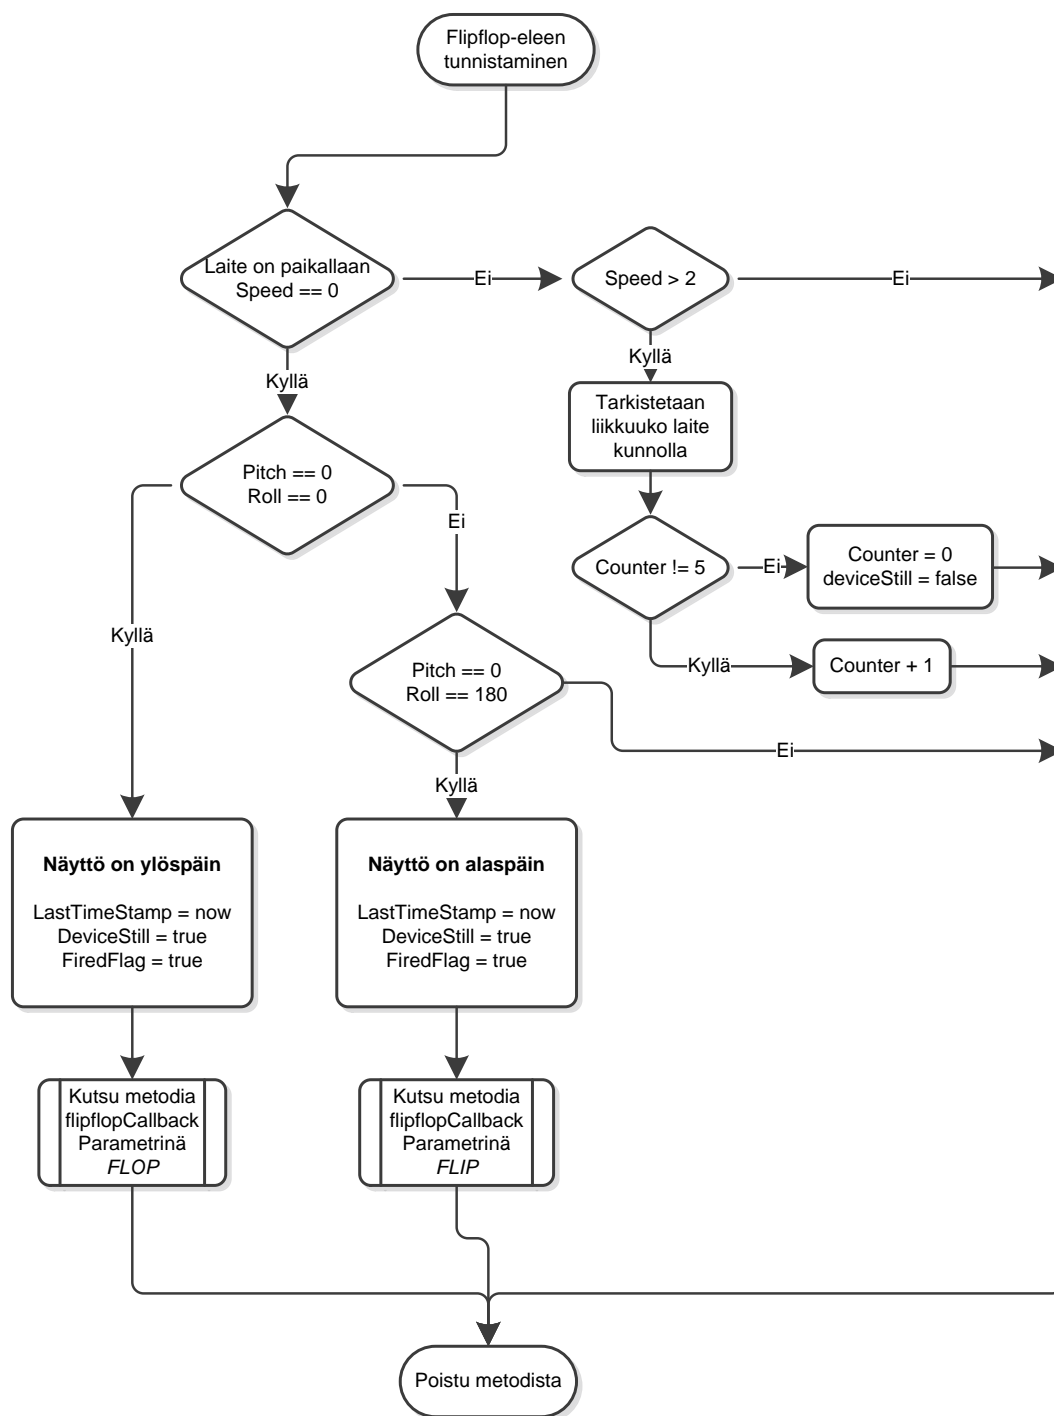 Flipflop-eleen
tunnistaminen
Laite on paikallaan
Speed == 0
Ei
Speed > 2
Ei
Kyllä
Kyllä
Tarkistetaan
liikkuuko laite
kunnolla
Pitch == 0
Roll == 0
Ei
Counter != 5
Ei
Counter = 0
deviceStill = false
Kyllä
Kyllä
Counter + 1
Pitch == 0
Roll == 180
Ei
Kyllä
Näyttö on ylöspäin
LastTimeStamp = now
DeviceStill = true
FiredFlag = true
Näyttö on alaspäin
LastTimeStamp = now
DeviceStill = true
FiredFlag = true
Kutsu metodia
flipflopCallback
Parametrinä
FLOP
Kutsu metodia
flipflopCallback
Parametrinä
FLIP
Poistu metodista